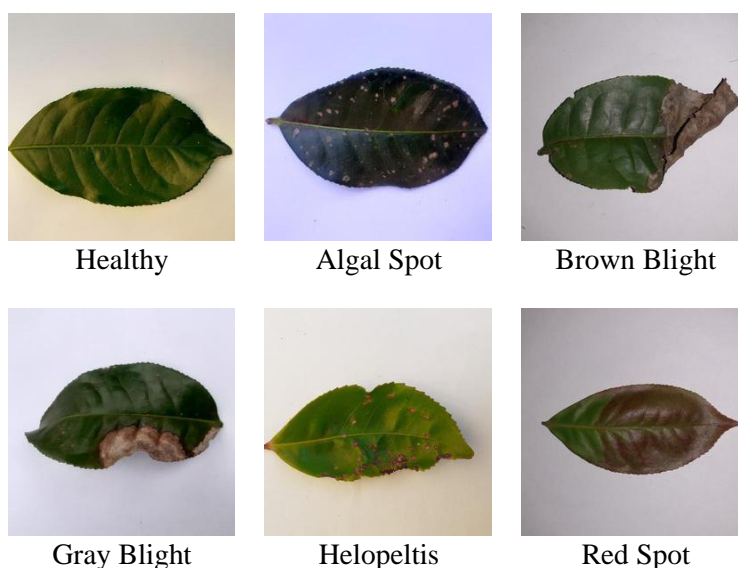 Healthy
Algal Spot
Brown Blight
Gray Blight
Helopeltis
Red Spot